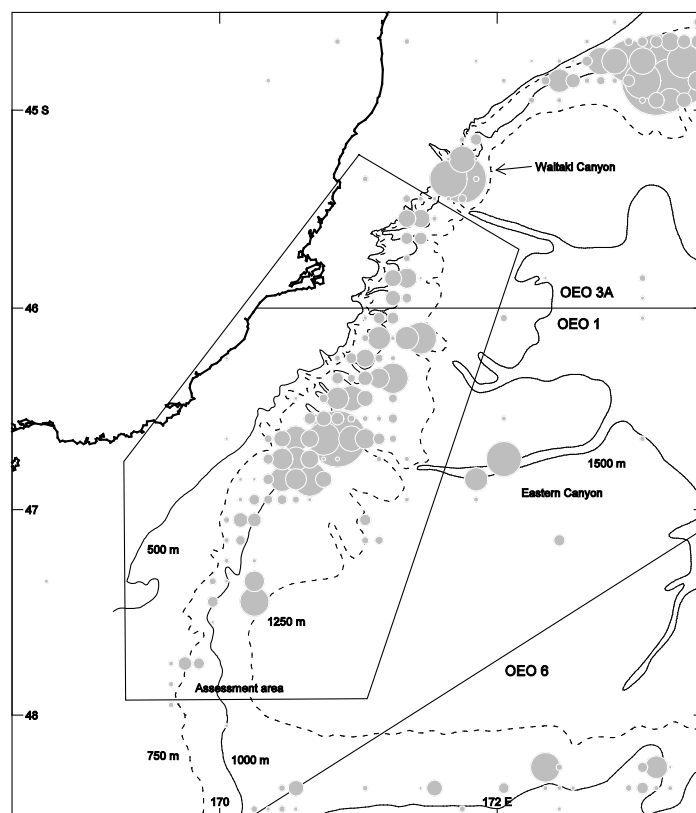 45 S
Waitaki Canyon
OEO 3A
46
OEO 1
1500 m
Eastern Canyon
47
500 m
1250 m
OEO 6
Assessment area
48
750 m
1000 m
170
172 E